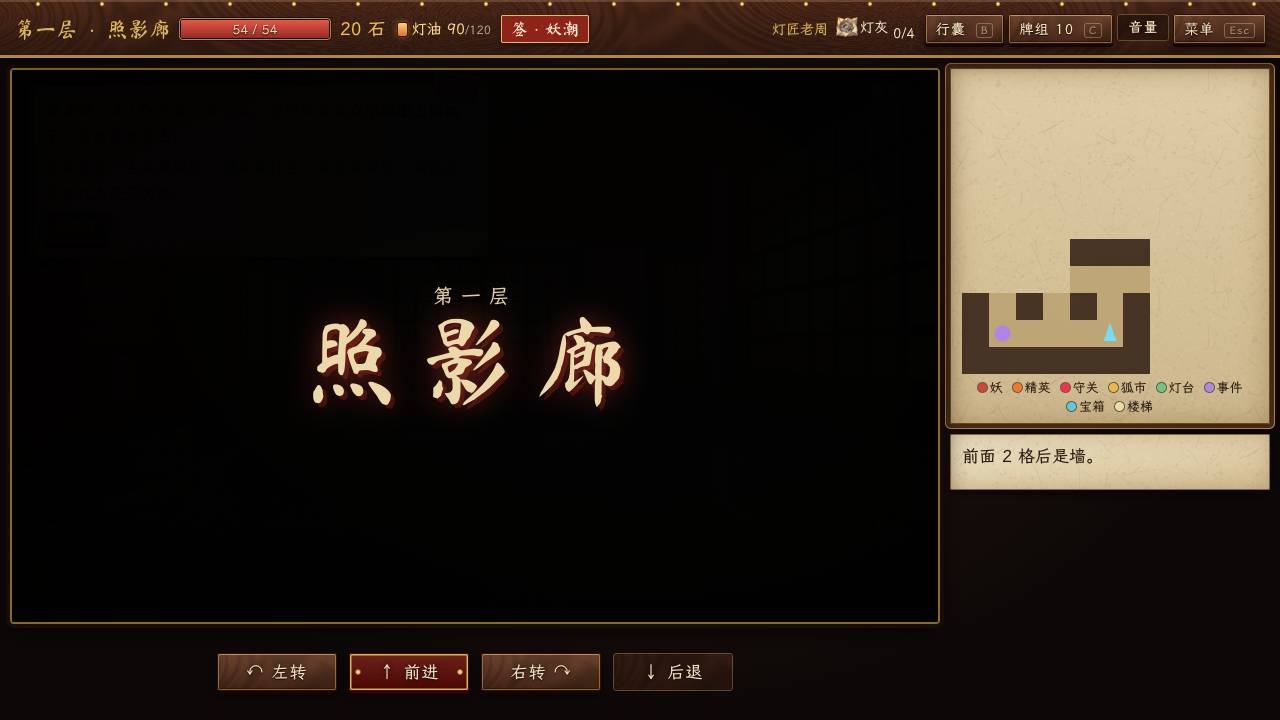 第一层 · 照影廊
54 / 54
20 石
灯油 90/120
签 · 妖潮
灯匠老周
灯灰 0/4
行囊 B
牌组 10 C
音量
菜单 Esc
第一层
照影廊
妖 精英 守关 狐市 灯台 事件
宝箱 楼梯
前面 2 格后是墙。
↶ 左转
↑ 前进
右转 ↷
↓ 后退